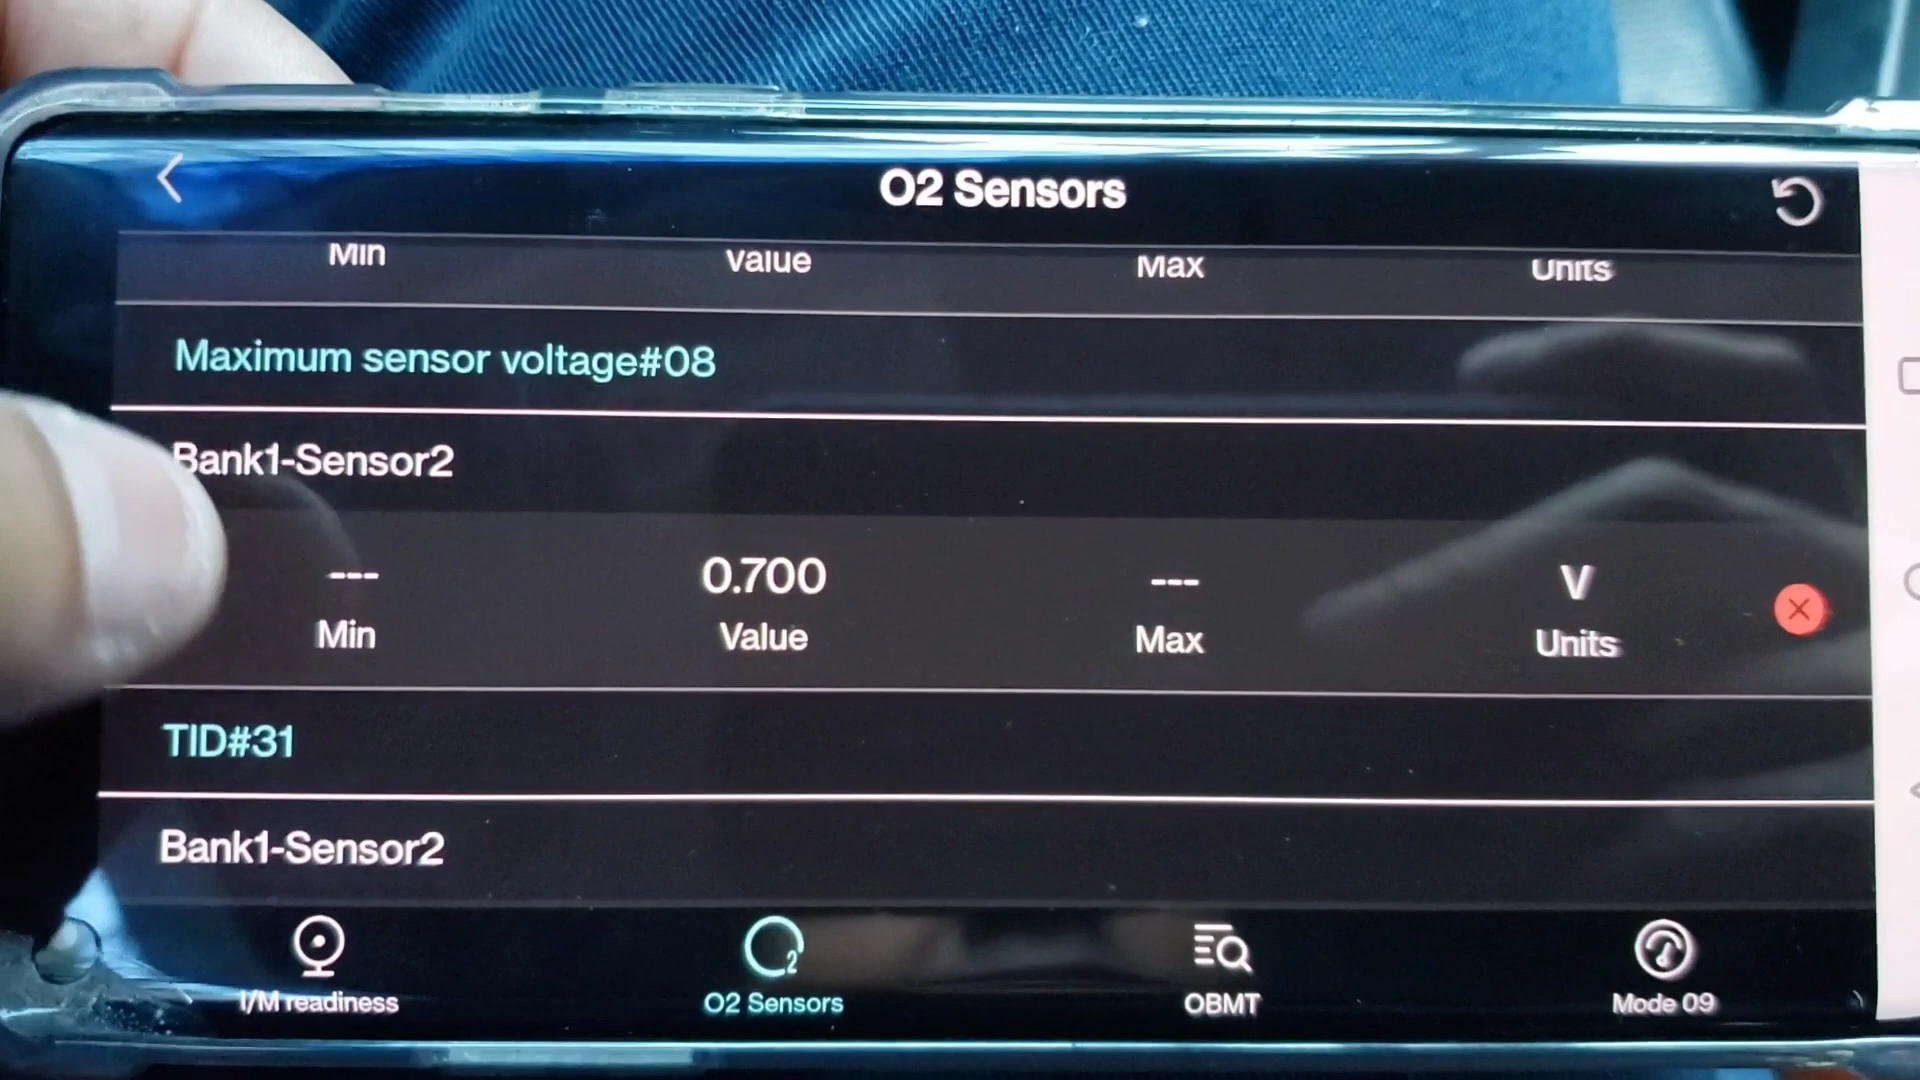 O2 Sensors
Min Value Max Units
Maximum sensor voltage#08
Bank1-Sensor2
--- 0.700 --- V
Min Value Max Units
TID#31
Bank1-Sensor2
I/M readiness O2 Sensors OBMT Mode 09